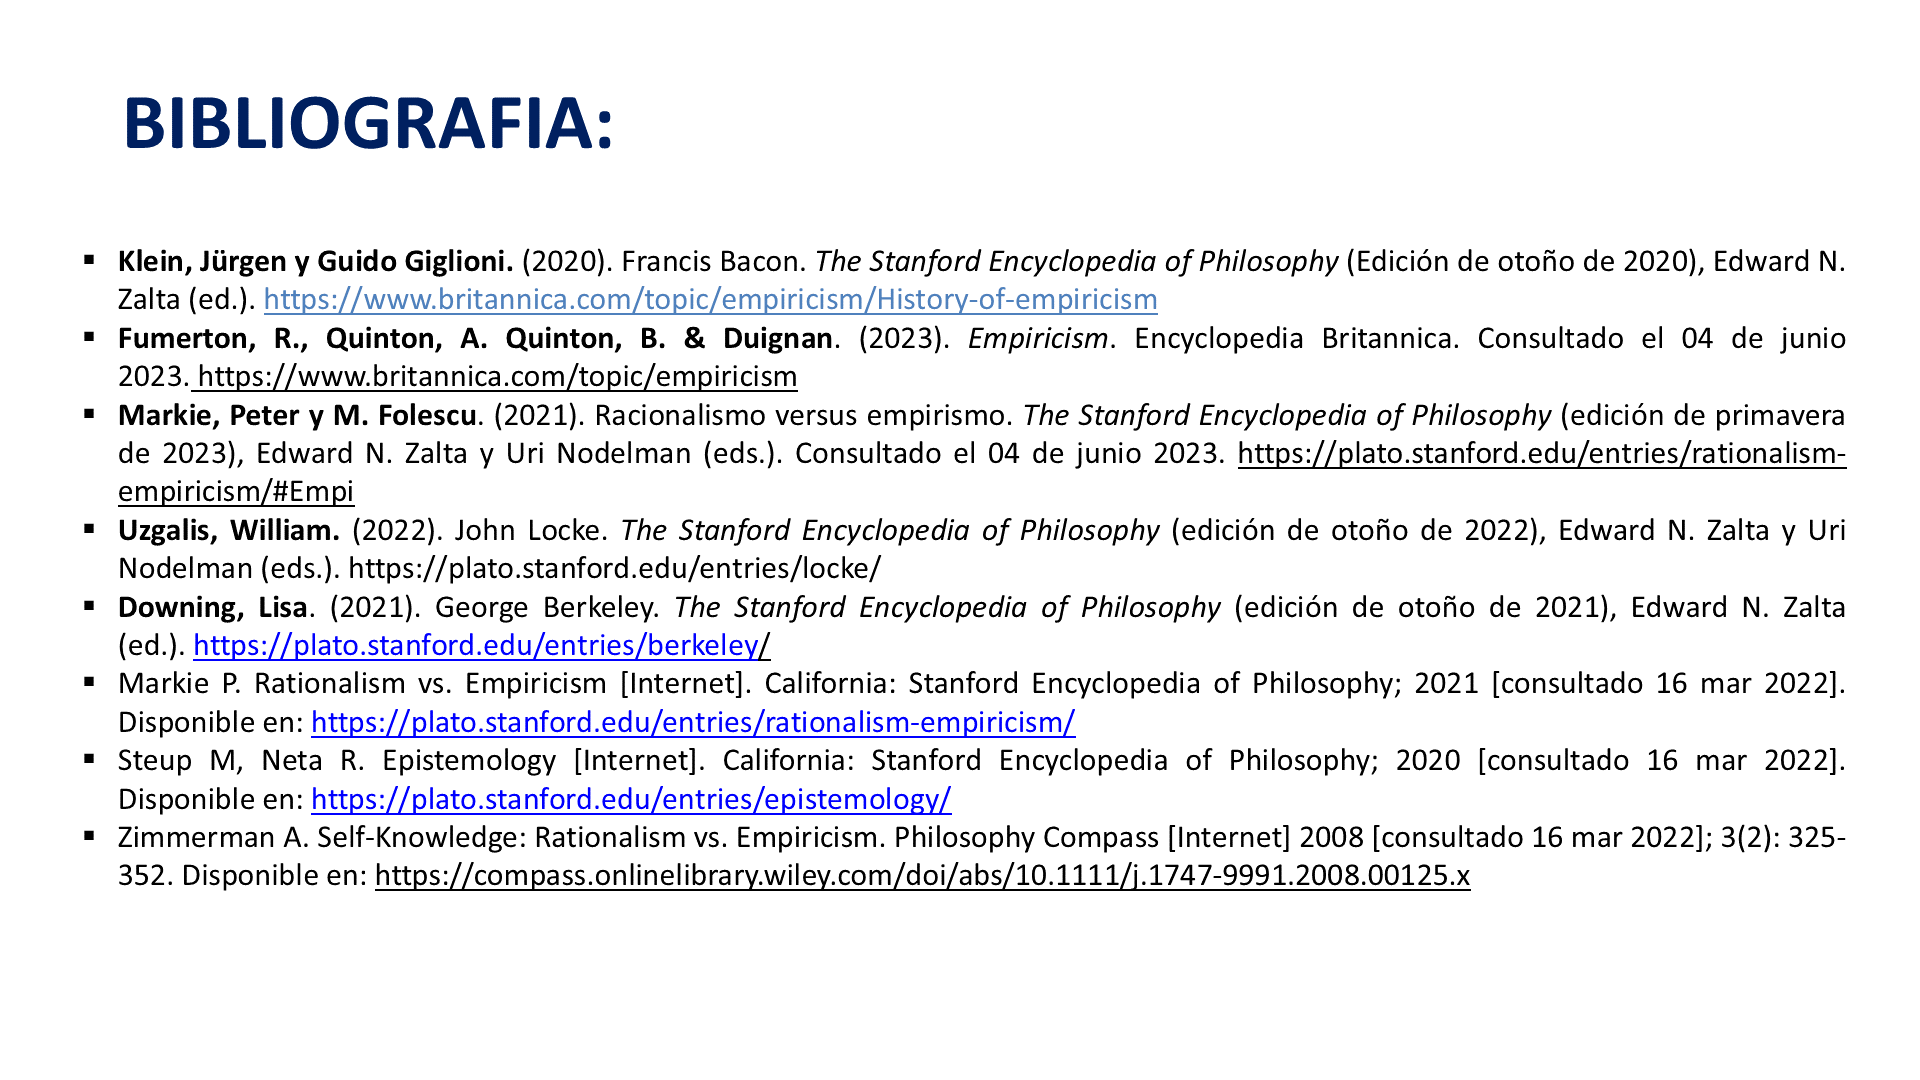 BIBLIOGRAFIA:
▪ Klein, Jürgen y Guido Giglioni. (2020). Francis Bacon. The Stanford Encyclopedia of Philosophy (Edición de otoño de 2020), Edward N.
Zalta (ed.). https://www.britannica.com/topic/empiricism/History-of-empiricism
▪ Fumerton, R., Quinton, A. Quinton, B. & Duignan. (2023). Empiricism. Encyclopedia Britannica. Consultado el 04 de junio
2023. https://www.britannica.com/topic/empiricism
▪ Markie, Peter y M. Folescu. (2021). Racionalismo versus empirismo. The Stanford Encyclopedia of Philosophy (edición de primavera
de 2023), Edward N. Zalta y Uri Nodelman (eds.). Consultado el 04 de junio 2023. https://plato.stanford.edu/entries/rationalism-
empiricism/#Empi
▪ Uzgalis, William. (2022). John Locke. The Stanford Encyclopedia of Philosophy (edición de otoño de 2022), Edward N. Zalta y Uri
Nodelman (eds.). https://plato.stanford.edu/entries/locke/
▪ Downing, Lisa. (2021). George Berkeley. The Stanford Encyclopedia of Philosophy (edición de otoño de 2021), Edward N. Zalta
(ed.). https://plato.stanford.edu/entries/berkeley/
▪ Markie P. Rationalism vs. Empiricism [Internet]. California: Stanford Encyclopedia of Philosophy; 2021 [consultado 16 mar 2022].
Disponible en: https://plato.stanford.edu/entries/rationalism-empiricism/
▪ Steup M, Neta R. Epistemology [Internet]. California: Stanford Encyclopedia of Philosophy; 2020 [consultado 16 mar 2022].
Disponible en: https://plato.stanford.edu/entries/epistemology/
▪ Zimmerman A. Self-Knowledge: Rationalism vs. Empiricism. Philosophy Compass [Internet] 2008 [consultado 16 mar 2022]; 3(2): 325-
352. Disponible en: https://compass.onlinelibrary.wiley.com/doi/abs/10.1111/j.1747-9991.2008.00125.x